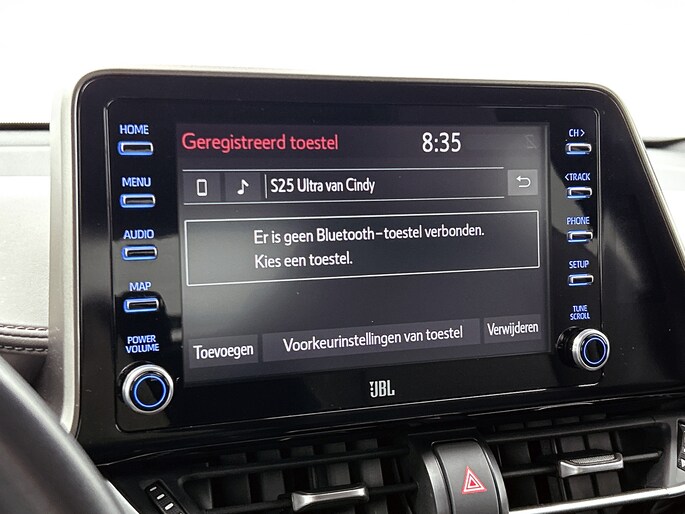 HOME
MENU
AUDIO
MAP
POWER
VOLUME
Geregistreerd toestel
8:35
S25 Ultra van Cindy
Er is geen Bluetooth-toestel verbonden.
Kies een toestel.
Toevoegen
Voorkeurinstellingen van toestel
Verwijderen
CH >
< TRACK
PHONE
SETUP
TUNE
SCROLL
JBL